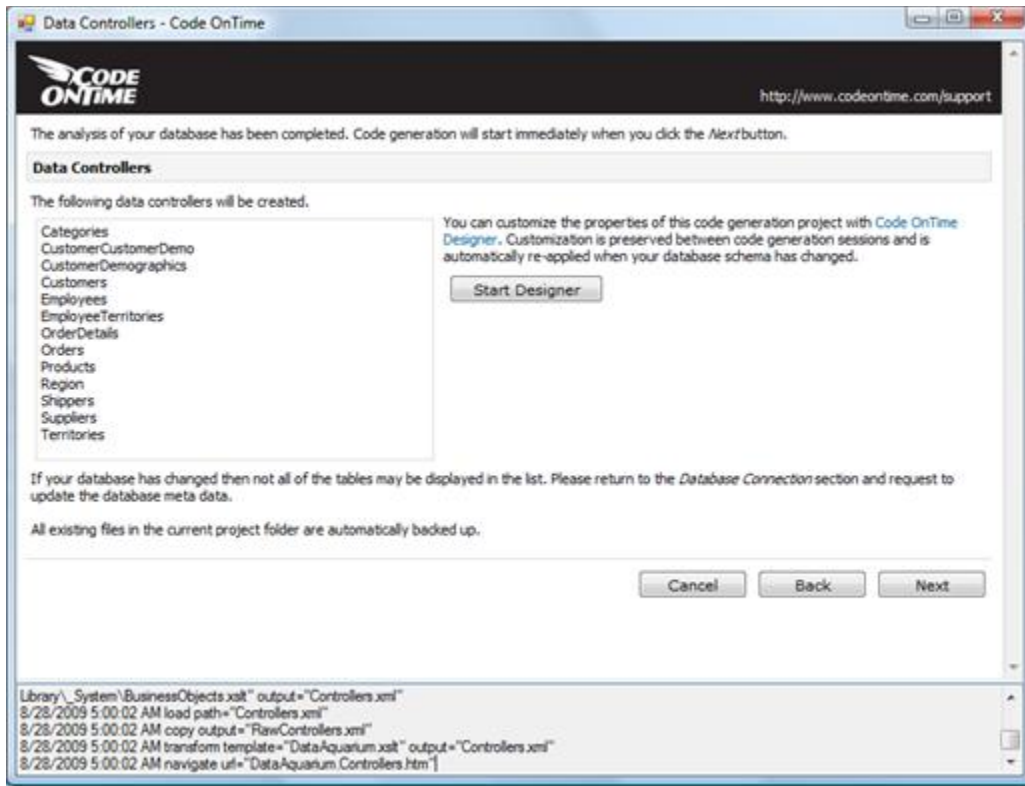 Data Controllers - Code OnTime
CODE
ONTIME
http://www.codeontime.com/support
The analysis of your database has been completed. Code generation will start immediately when you click the Next button.
Data Controllers
The following data controllers will be created.
Categories
CustomerCustomerDemo
CustomerDemographics
Customers
Employees
EmployeeTerritories
OrderDetails
Orders
Products
Region
Shippers
Suppliers
Territories
You can customize the properties of this code generation project with Code OnTime
Designer. Customization is preserved between code generation sessions and is
automatically re-applied when your database schema has changed.
Start Designer
If your database has changed then not all of the tables may be displayed in the list. Please return to the Database Connection section and request to
update the database meta data.
All existing files in the current project folder are automatically backed up.
Cancel
Back
Next
Library\_System\BusinessObjects.xslt" output="Controllers.xml"
8/28/2009 5:00:02 AM load path="Controllers.xml"
8/28/2009 5:00:02 AM copy output="RawControllers.xml"
8/28/2009 5:00:02 AM transform template="DataAquarium.xslt" output="Controllers.xml"
8/28/2009 5:00:02 AM navigate url="DataAquarium.Controllers.htm"